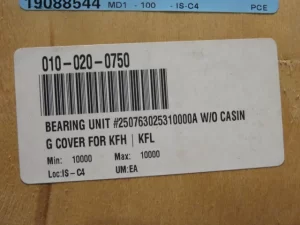 19088544 MD1 - 100 - IS-C4 PCE
010-020-0750
BEARING UNIT #250763025310000A W/O CASIN
G COVER FOR KFH | KFL
Min: 10000 Max: 10000
Loc:IS - C4 UM:EA